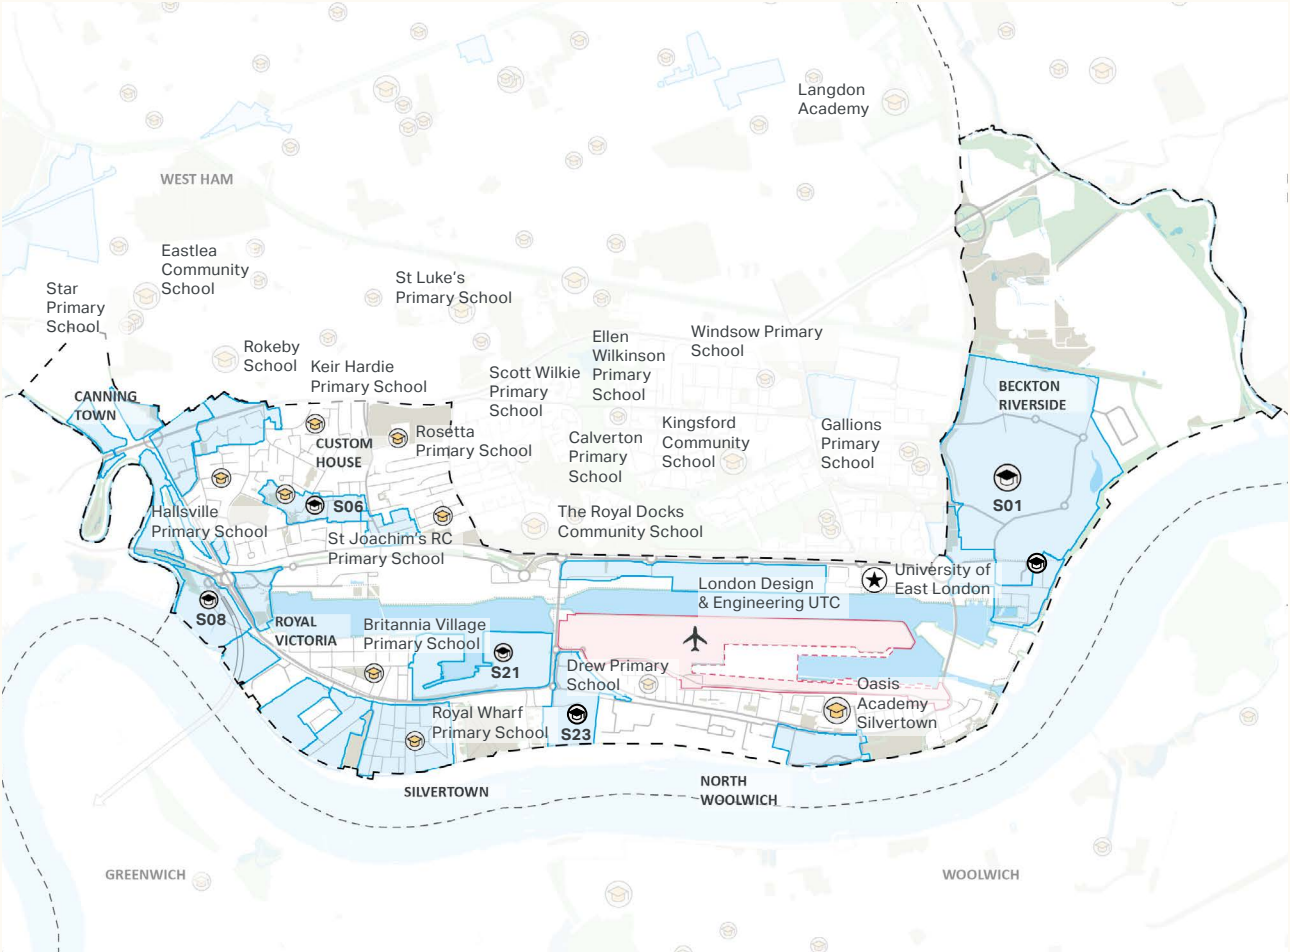 Langdon
Academy
WEST HAM
Eastlea
Community
School
Star
Primary
School
St Luke's
Primary School
Rokeby
School
Keir Hardie
Primary School
Ellen
Wilkinson
Primary
School
Windsow Primary
School
Scott Wilkie
Primary
School
CANNING
TOWN
BECKTON
RIVERSIDE
CUSTOM
HOUSE
Rosetta
Primary School
Calverton
Primary
School
Kingsford
Community
School
Gallions
Primary
School
S06
S01
Hallsville
Primary School
St Joachim's RC
Primary School
The Royal Docks
Community School
London Design
& Engineering UTC
University of
East London
S08
ROYAL
VICTORIA
Britannia Village
Primary School
S21
Drew Primary
School
Oasis
Academy
Silvertown
Royal Wharf
Primary School
S23
SILVERTOWN
NORTH
WOOLWICH
GREENWICH
WOOLWICH